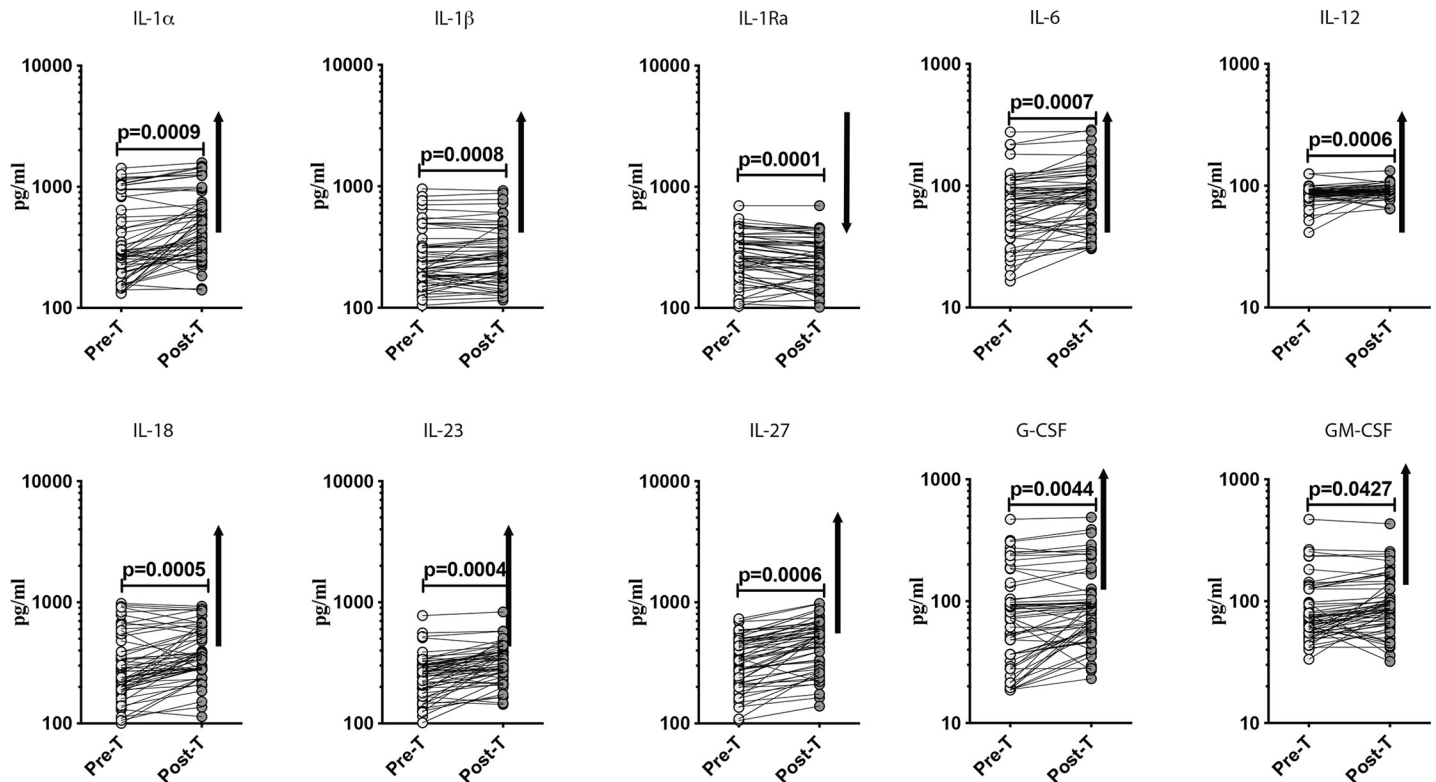 IL-1α
IL-1β
IL-1Ra
IL-6
IL-12
10000
1000
100
pg/ml
p=0.0009
Pre-T
Post-T
10000
1000
100
pg/ml
p=0.0008
Pre-T
Post-T
10000
1000
100
pg/ml
p=0.0001
Pre-T
Post-T
1000
100
10
pg/ml
p=0.0007
Pre-T
Post-T
1000
100
10
pg/ml
p=0.0006
Pre-T
Post-T
IL-18
IL-23
IL-27
G-CSF
GM-CSF
10000
1000
100
pg/ml
p=0.0005
Pre-T
Post-T
10000
1000
100
pg/ml
p=0.0004
Pre-T
Post-T
10000
1000
100
pg/ml
p=0.0006
Pre-T
Post-T
1000
100
10
pg/ml
p=0.0044
Pre-T
Post-T
1000
100
10
pg/ml
p=0.0427
Pre-T
Post-T